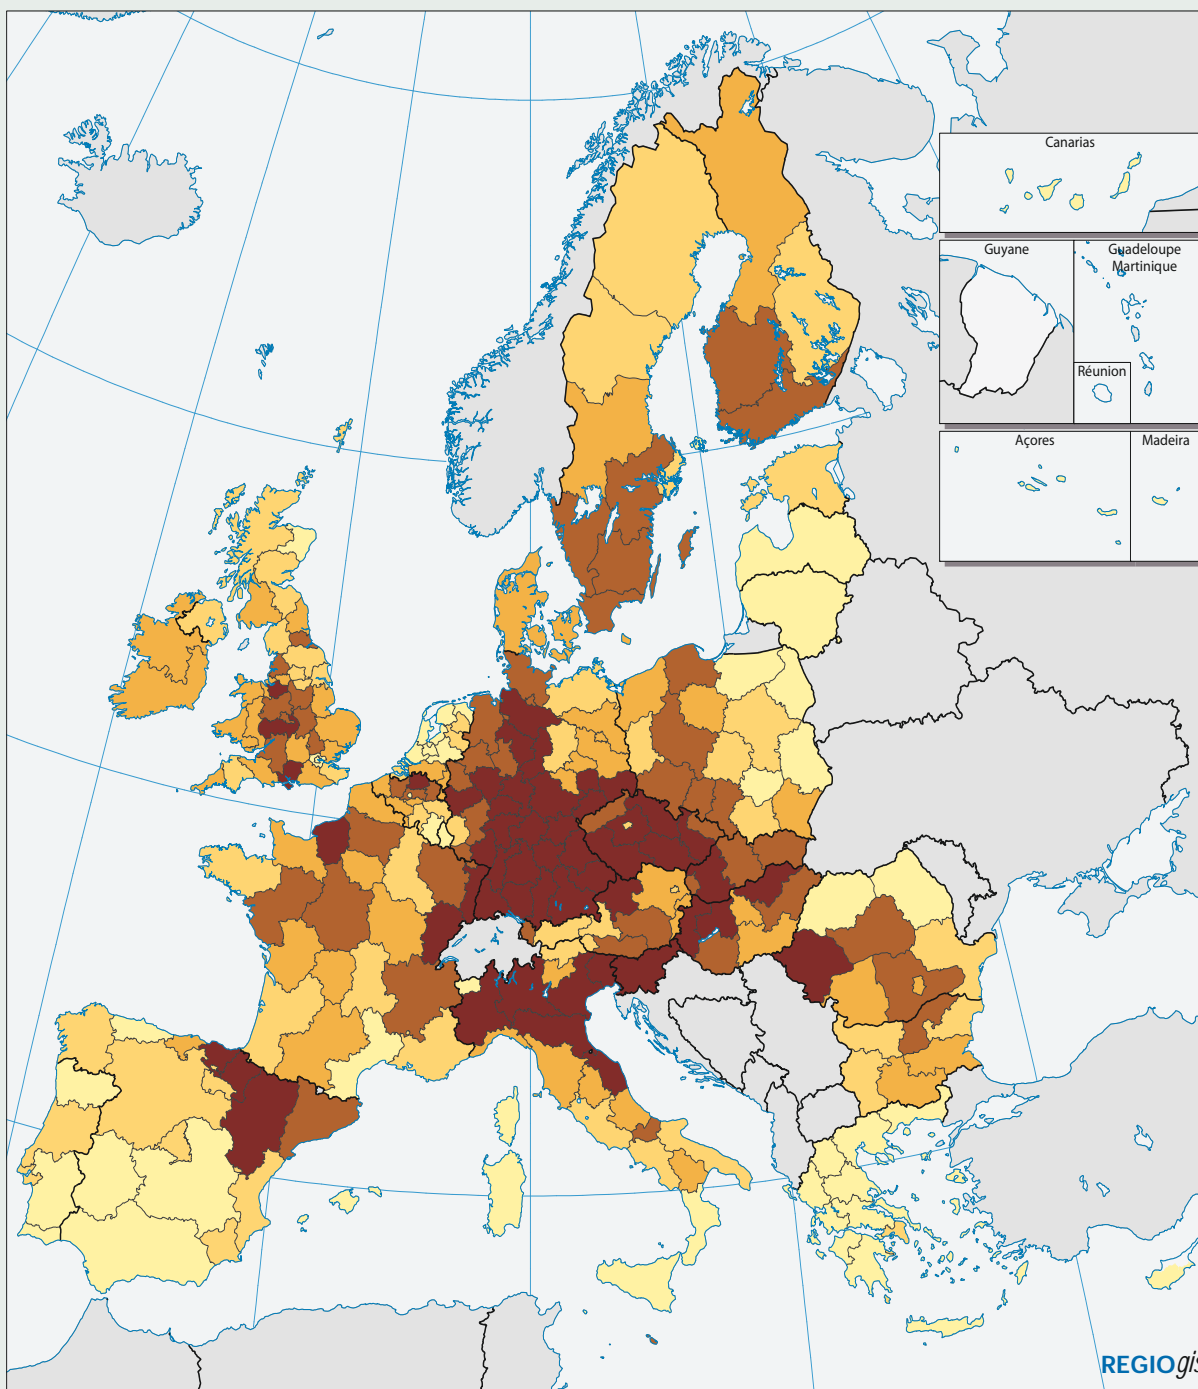 Canarias
Guyane
Guadeloupe
Martinique
Réunion
Açores
Madeira
REGIOgis